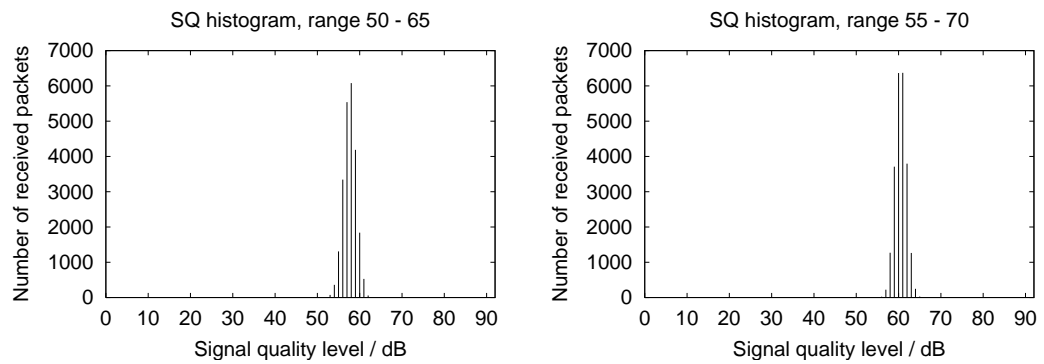 SQ histogram, range 50 - 65
Number of received packets
7000
6000
5000
4000
3000
2000
1000
0
0 10 20 30 40 50 60 70 80 90
Signal quality level / dB
SQ histogram, range 55 - 70
Number of received packets
7000
6000
5000
4000
3000
2000
1000
0
0 10 20 30 40 50 60 70 80 90
Signal quality level / dB